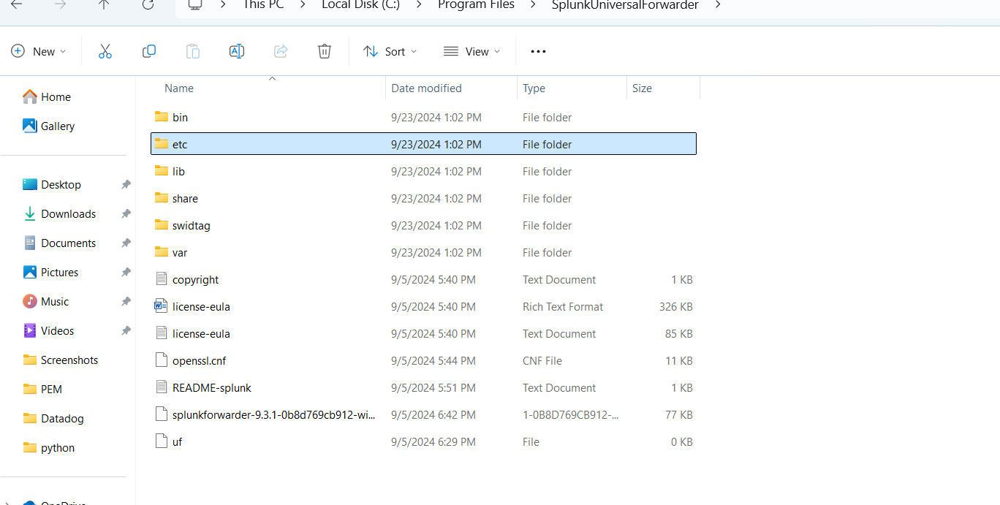 This PC > Local Disk (C:) > Program Files > SplunkUniversalForwarder >
New Sort View
Name Date modified Type Size
Home
Gallery
Desktop
Downloads
Documents
Pictures
Music
Videos
Screenshots
PEM
Datadog
python
OneDrive
bin 9/23/2024 1:02 PM File folder
etc 9/23/2024 1:02 PM File folder
lib 9/23/2024 1:02 PM File folder
share 9/23/2024 1:02 PM File folder
swidtag 9/23/2024 1:02 PM File folder
var 9/23/2024 1:02 PM File folder
copyright 9/5/2024 5:40 PM Text Document 1 KB
license-eula 9/5/2024 5:40 PM Rich Text Format 326 KB
license-eula 9/5/2024 5:40 PM Text Document 85 KB
openssl.cnf 9/5/2024 5:44 PM CNF File 11 KB
README-splunk 9/5/2024 5:51 PM Text Document 1 KB
splunkforwarder-9.3.1-0b8d769cb912-wi... 9/5/2024 6:42 PM 1-0B8D769CB912-... 77 KB
uf 9/5/2024 6:29 PM File 0 KB